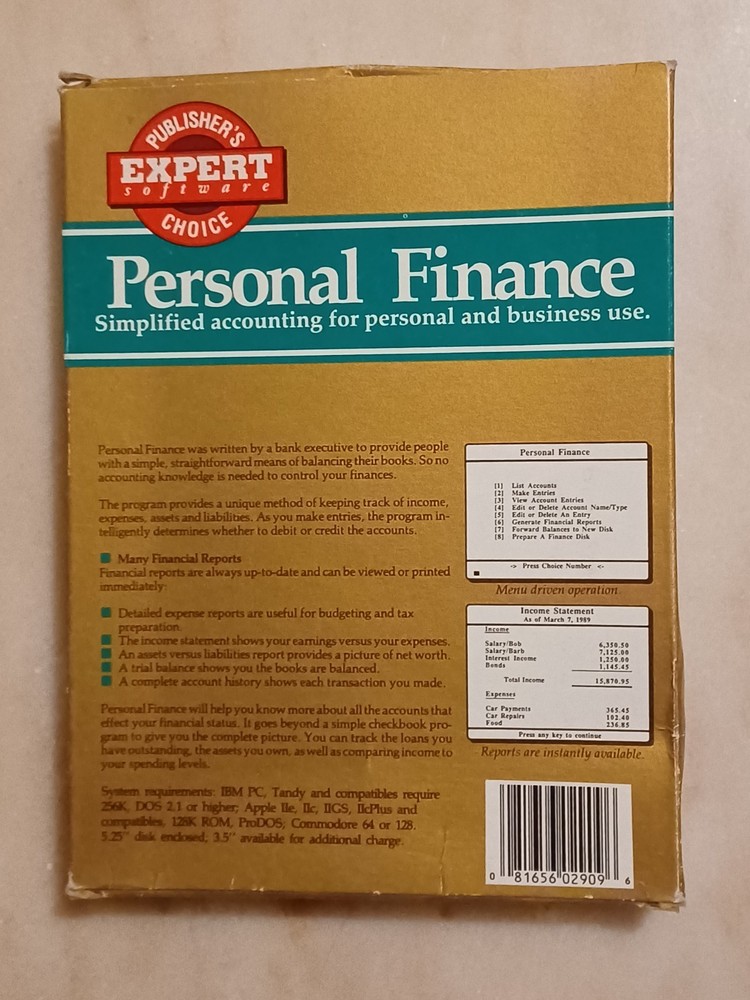 PUBLISHER'S
EXPERT
software
CHOICE
Personal Finance
Simplified accounting for personal and business use.
Personal Finance was written by a bank executive to provide people
with a simple, straightforward means of balancing their books. So no
accounting knowledge is needed to control your finances.
The program provides a unique method of keeping track of income,
expenses, assets and liabilities. As you make entries, the program in-
telligently determines whether to debit or credit the accounts.
Many Financial Reports
Financial reports are always up-to-date and can be viewed or printed
immediately:
Detailed expense reports are useful for budgeting and tax
preparation.
The income statement shows your earnings versus your expenses.
An assets versus liabilities report provides a picture of net worth.
A trial balance shows you the books are balanced.
A complete account history shows each transaction you made.
Personal Finance will help you know more about all the accounts that
effect your financial status. It goes beyond a simple checkbook pro-
gram to give you the complete picture. You can track the loans you
have outstanding, the assets you own, as well as comparing income to
your spending levels.
System requirements: IBM PC, Tandy and compatibles require
256K, DOS 2.1 or higher; Apple IIe, IIc, IIGS, IIcPlus and
compatibles, 128K ROM, ProDOS; Commodore 64 or 128.
5.25" disk enclosed, 3.5" available for additional charge.
Personal Finance
[1] List Accounts
[2] Make Entries
[3] View Account Entries
[4] Edit or Delete Account Name/Type
[5] Edit or Delete An Entry
[6] Generate Financial Reports
[7] Forward Balances to New Disk
[8] Prepare A Finance Disk
-> Press Choice Number <-
Menu driven operation.
Income Statement
As of March 7, 1989
Income
Salary/Bob 6,350.50
Salary/Barb 7,125.00
Interest Income 1,250.00
Bonds 1,145.45
Total Income 15,870.95
Expenses
Car Payments 365.45
Car Repairs 102.40
Food 236.85
Press any key to continue
Reports are instantly available.
0 81656 02909 6